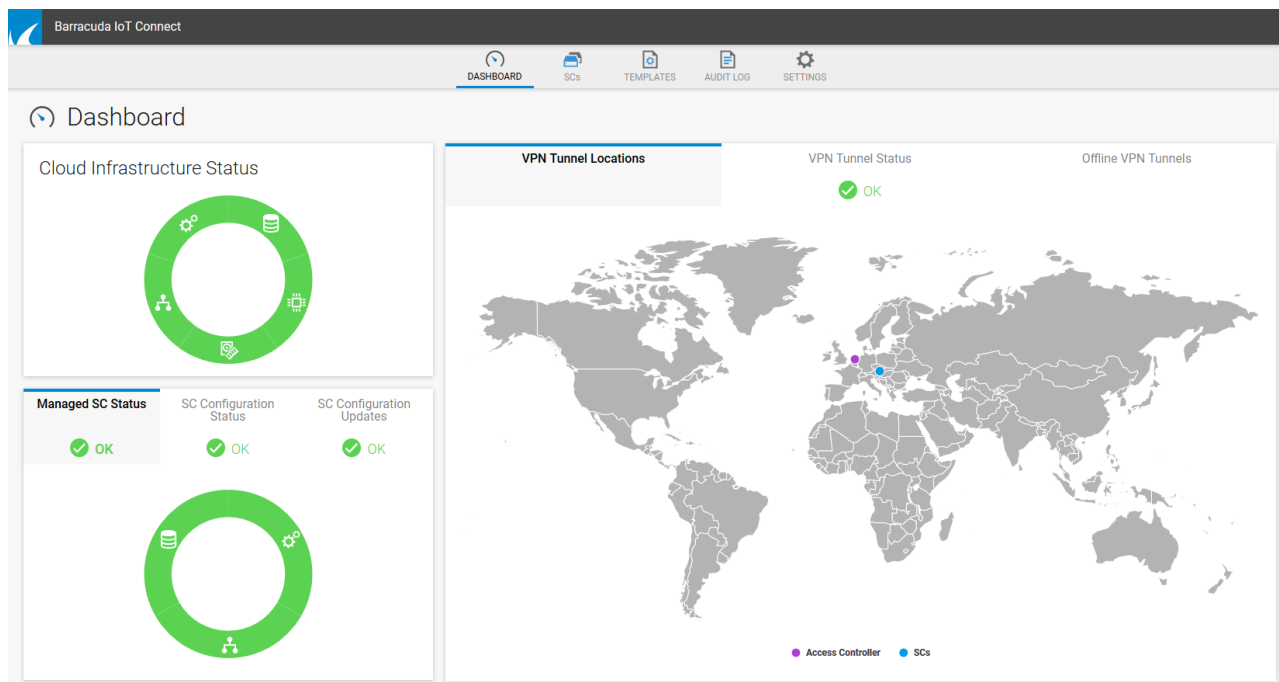 Barracuda IoT Connect
DASHBOARD
SCs
TEMPLATES
AUDIT LOG
SETTINGS
Dashboard
Cloud Infrastructure Status
Managed SC Status
OK
SC Configuration
Status
OK
SC Configuration
Updates
OK
VPN Tunnel Locations
VPN Tunnel Status
OK
Offline VPN Tunnels
Access Controller
SCs